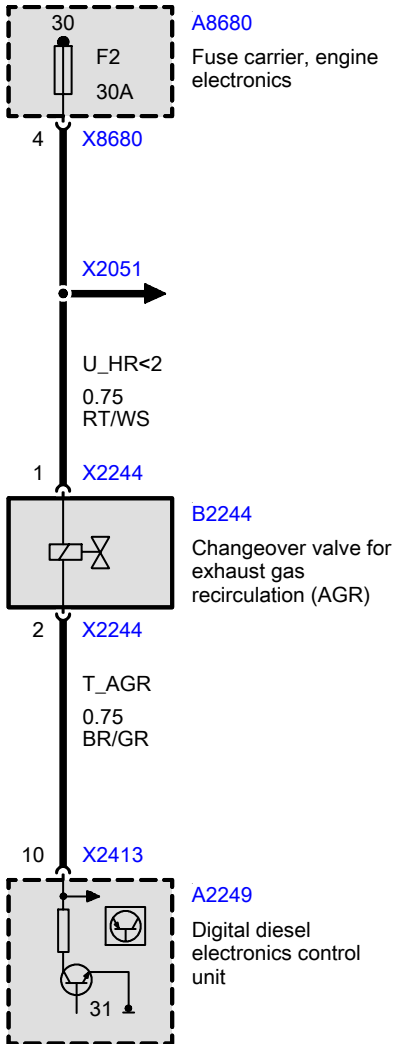 30
A8680
F2
Fuse carrier, engine
electronics
30A
4 X8680
X2051
U_HR<2
0.75
RT/WS
1 X2244
B2244
Changeover valve for
exhaust gas
recirculation (AGR)
2 X2244
T_AGR
0.75
BR/GR
10 X2413
A2249
Digital diesel
electronics control
unit
31